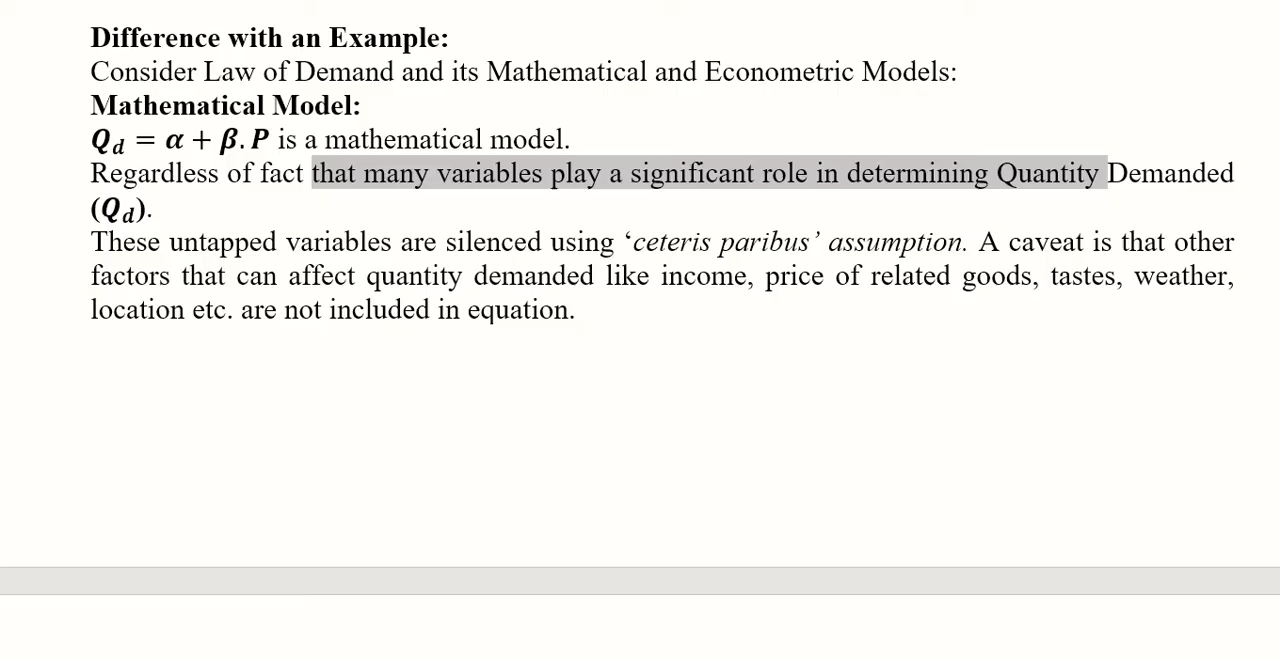 Difference with an Example:
Consider Law of Demand and its Mathematical and Econometric Models:
Mathematical Model:
Qd = α + β. P is a mathematical model.
Regardless of fact that many variables play a significant role in determining Quantity Demanded
(Qd).
These untapped variables are silenced using ‘ceteris paribus’ assumption. A caveat is that other
factors that can affect quantity demanded like income, price of related goods, tastes, weather,
location etc. are not included in equation.